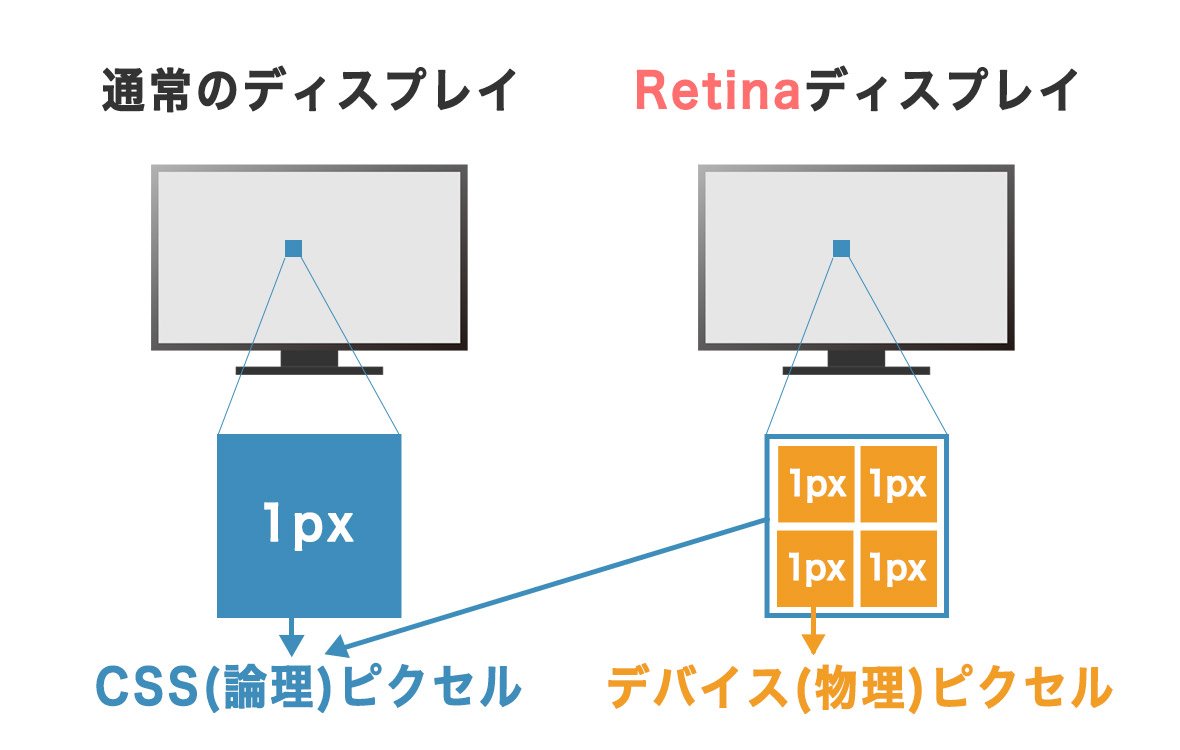 通常のディスプレイ
Retinaディスプレイ
1px
1px 1px
1px 1px
CSS(論理)ピクセル
デバイス(物理)ピクセル